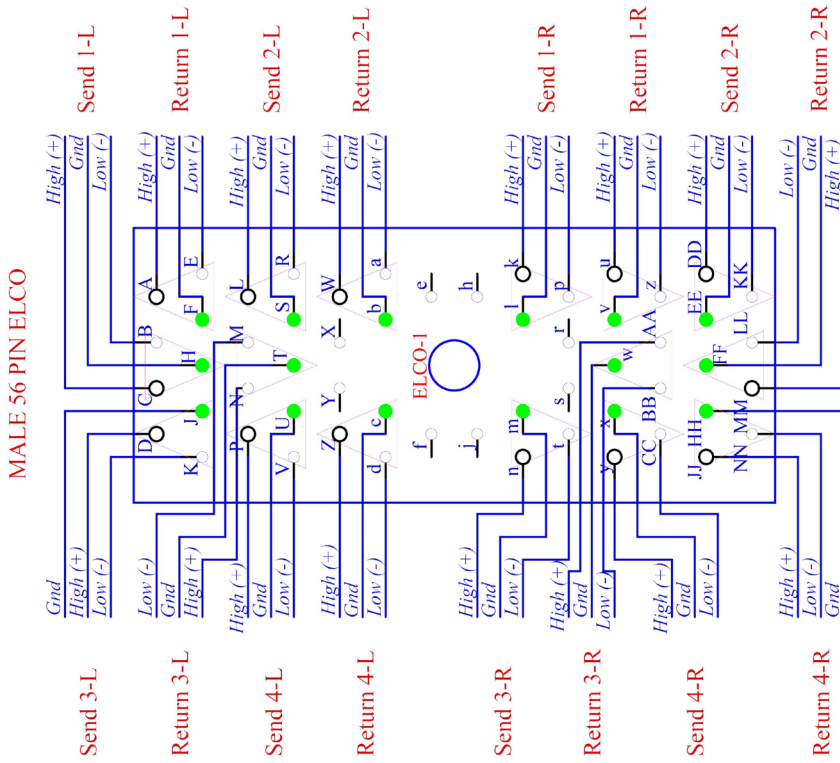 MALE 56 PIN ELCO
Send 1-L
Return 1-L
Send 2-L
Return 2-L
Send 1-R
Return 1-R
Send 2-R
Return 2-R
High (+)
Gnd
Low (-)
High (+)
Gnd
Low (-)
High (+)
Gnd
Low (-)
High (+)
Gnd
Low (-)
High (+)
Gnd
Low (-)
High (+)
Gnd
Low (-)
High (+)
Gnd
Low (-)
Low (-)
Gnd
High (+)
A
E
F
B
H
C
J
D
K
L
R
S
M
T
N
U
P
V
W
a
b
X
Y
c
Z
d
e
h
f
j
ELCO-1
k
l
p
r
s
m
n
t
u
v
z
AA
w
BB
x
y
CC
DD
EE
KK
LL
FF
MM
HH
JJ
NN
Gnd
High (+)
Low (-)
Low (-)
Gnd
High (+)
High (+)
Gnd
Low (-)
High (+)
Gnd
Low (-)
High (+)
Gnd
Low (-)
High (+)
Gnd
Low (-)
High (+)
Gnd
Low (-)
High (+)
Low (-)
Gnd
Send 3-L
Return 3-L
Send 4-L
Return 4-L
Send 3-R
Return 3-R
Send 4-R
Return 4-R